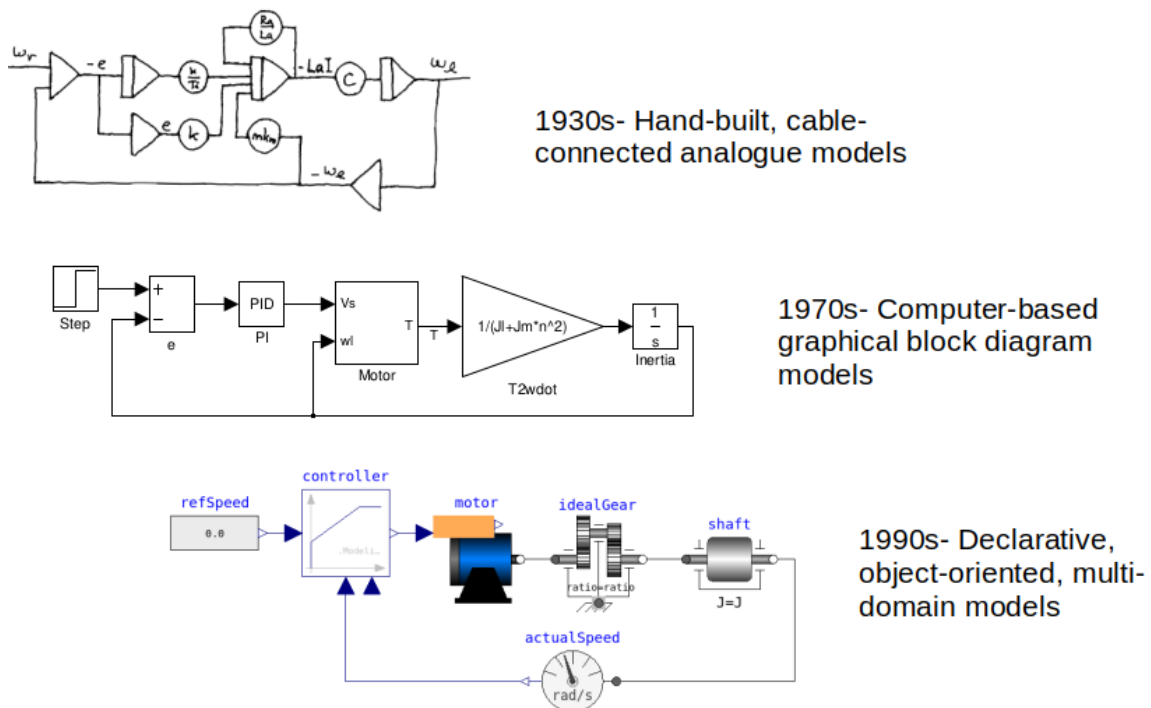 ωr
-e
k
Ti
Ra
La
-LaI
C
ωl
e
k
mkm
-ωl
1930s- Hand-built, cable-
connected analogue models
Step
+
−
e
PID
PI
Vs
wl
T
Motor
T
1/(Jl+Jm*n^2)
T2wdot
1
s
Inertia
1970s- Computer-based
graphical block diagram
models
refSpeed
0.0
controller
.Modeli...
motor
idealGear
ratio=ratio
shaft
J=J
actualSpeed
rad/s
1990s- Declarative,
object-oriented, multi-
domain models